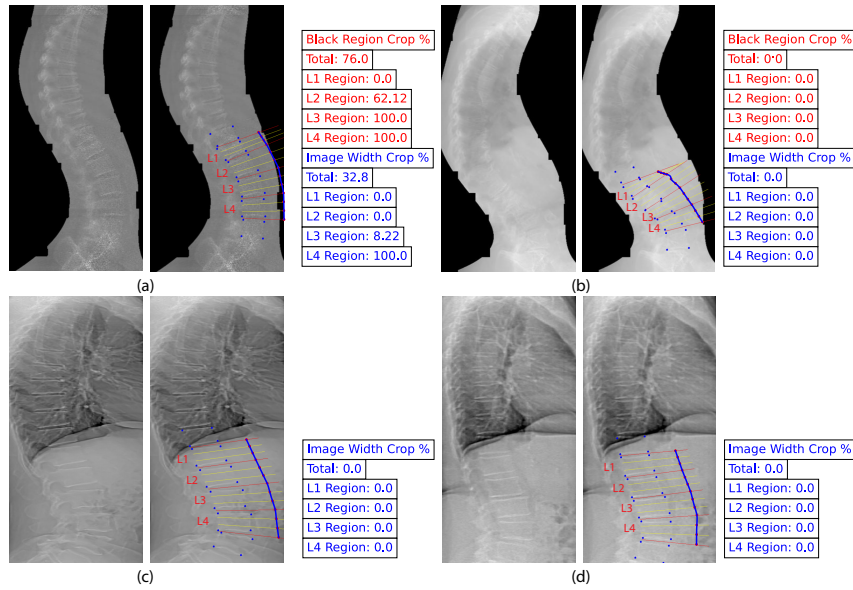 Black Region Crop %
Total: 76.0
L1 Region: 0.0
L2 Region: 62.12
L3 Region: 100.0
L4 Region: 100.0
Image Width Crop %
Total: 32.8
L1 Region: 0.0
L2 Region: 0.0
L3 Region: 8.22
L4 Region: 100.0
L1
L2
L3
L4
(a)
Black Region Crop %
Total: 0.0
L1 Region: 0.0
L2 Region: 0.0
L3 Region: 0.0
L4 Region: 0.0
Image Width Crop %
Total: 0.0
L1 Region: 0.0
L2 Region: 0.0
L3 Region: 0.0
L4 Region: 0.0
L1
L2
L3
L4
(b)
L1
L2
L3
L4
Image Width Crop %
Total: 0.0
L1 Region: 0.0
L2 Region: 0.0
L3 Region: 0.0
L4 Region: 0.0
(c)
L1
L2
L3
L4
Image Width Crop %
Total: 0.0
L1 Region: 0.0
L2 Region: 0.0
L3 Region: 0.0
L4 Region: 0.0
(d)